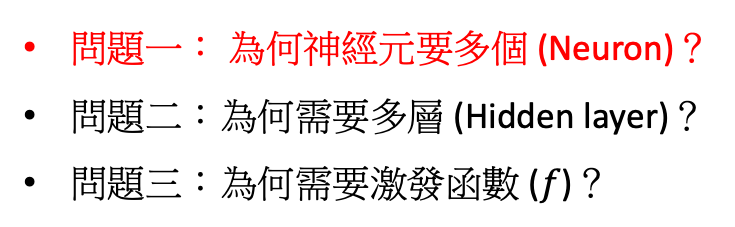 • 問題一： 為何神經元要多個 (Neuron)？
• 問題二：為何需要多層 (Hidden layer)？
• 問題三：為何需要激發函數 (f)？